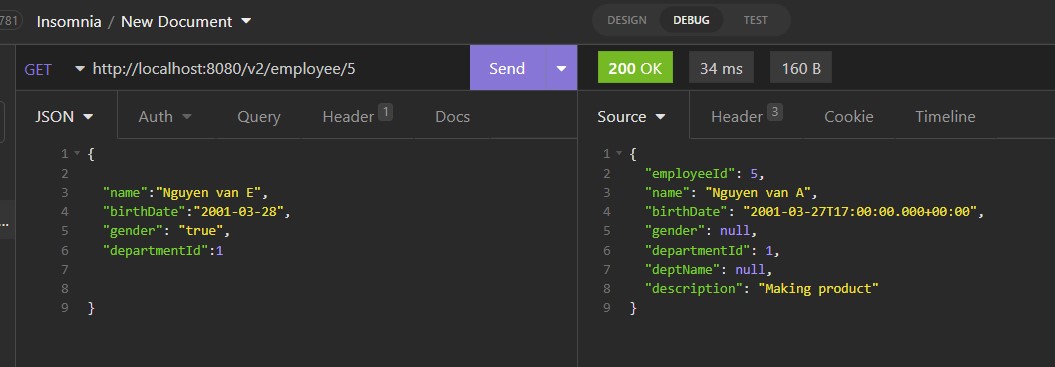 781 Insomnia / New Document DESIGN DEBUG TEST
GET http://localhost:8080/v2/employee/5 Send 200 OK 34 ms 160 B
JSON Auth Query Header 1 Docs Source Header 3 Cookie Timeline
1 {
2
3 "name":"Nguyen van E",
4 "birthDate":"2001-03-28",
5 "gender": "true",
6 "departmentId":1
7
8
9 }
...
1 {
2 "employeeId": 5,
3 "name": "Nguyen van A",
4 "birthDate": "2001-03-27T17:00:00.000+00:00",
5 "gender": null,
6 "departmentId": 1,
7 "deptName": null,
8 "description": "Making product"
9 }